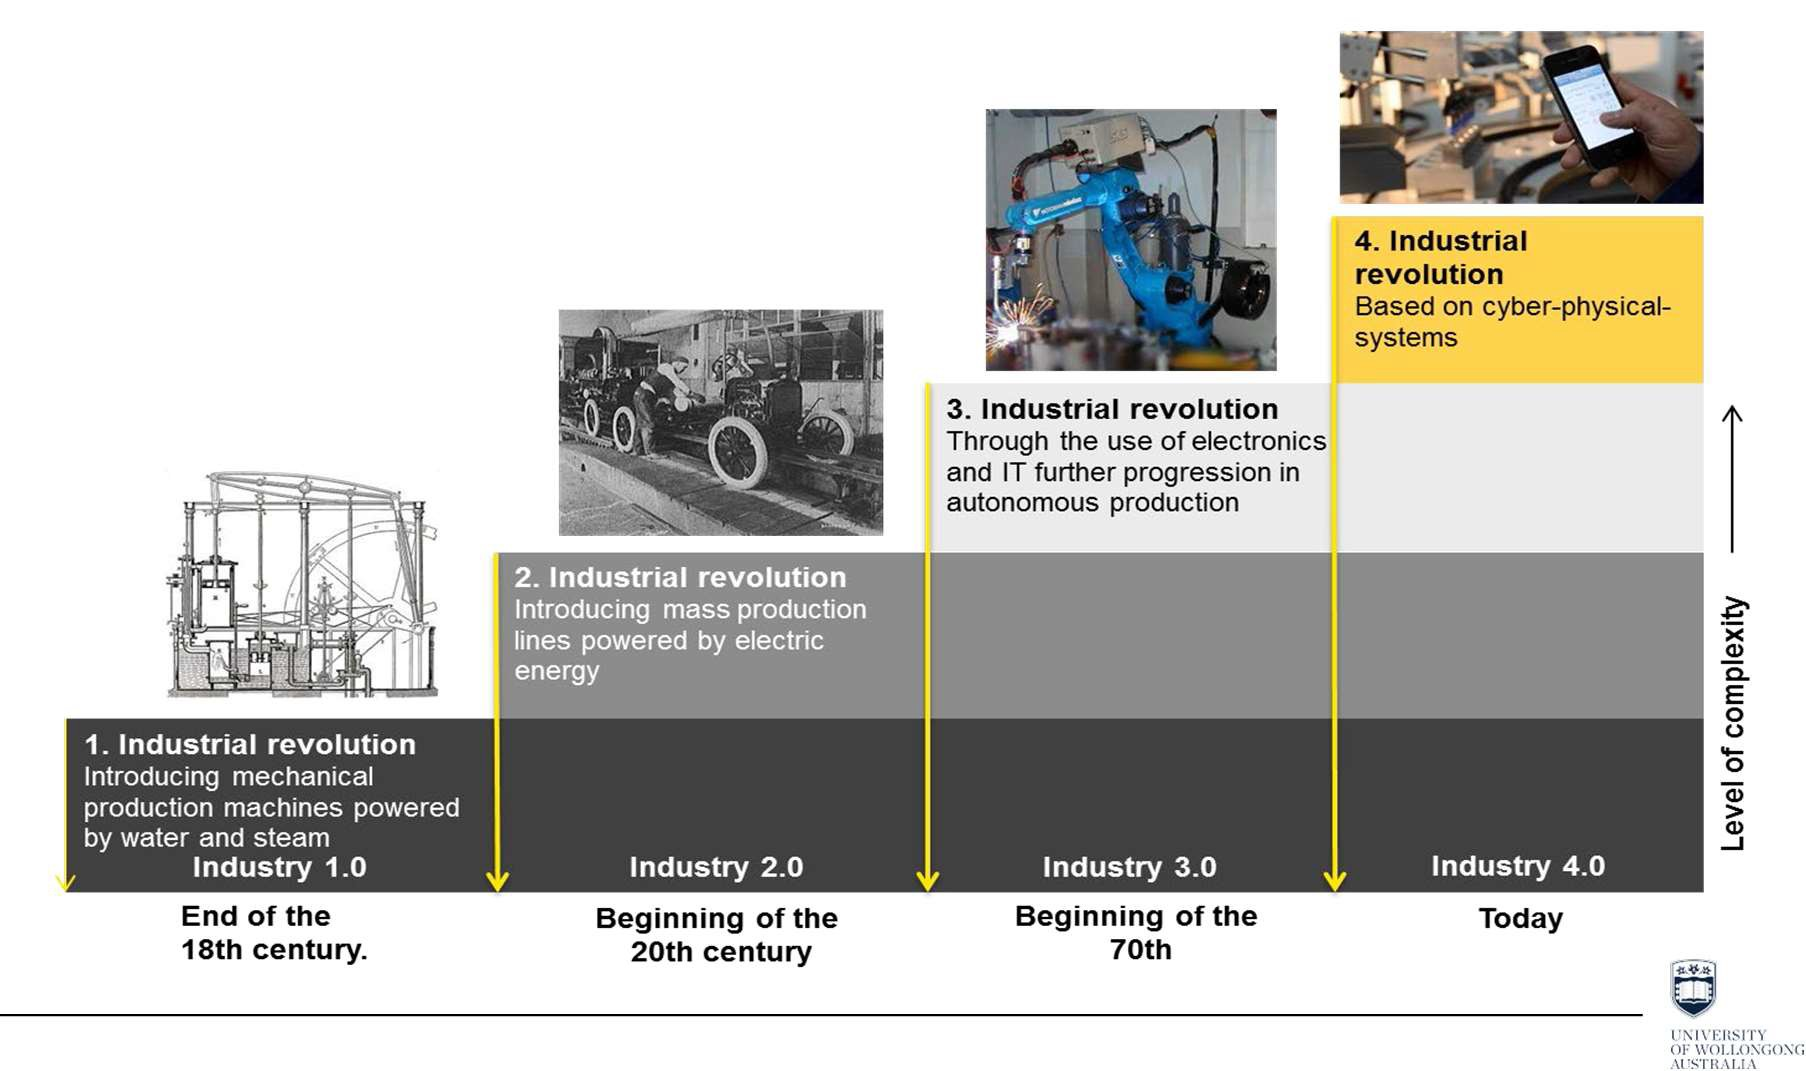 4. Industrial
revolution
Based on cyber-physical-
systems
3. Industrial revolution
Through the use of electronics
and IT further progression in
autonomous production
2. Industrial revolution
Introducing mass production
lines powered by electric
energy
1. Industrial revolution
Introducing mechanical
production machines powered
by water and steam
Industry 1.0
Industry 2.0
Industry 3.0
Industry 4.0
End of the
18th century.
Beginning of the
20th century
Beginning of the
70th
Today
Level of complexity
UNIVERSITY
OF WOLLONGONG
AUSTRALIA